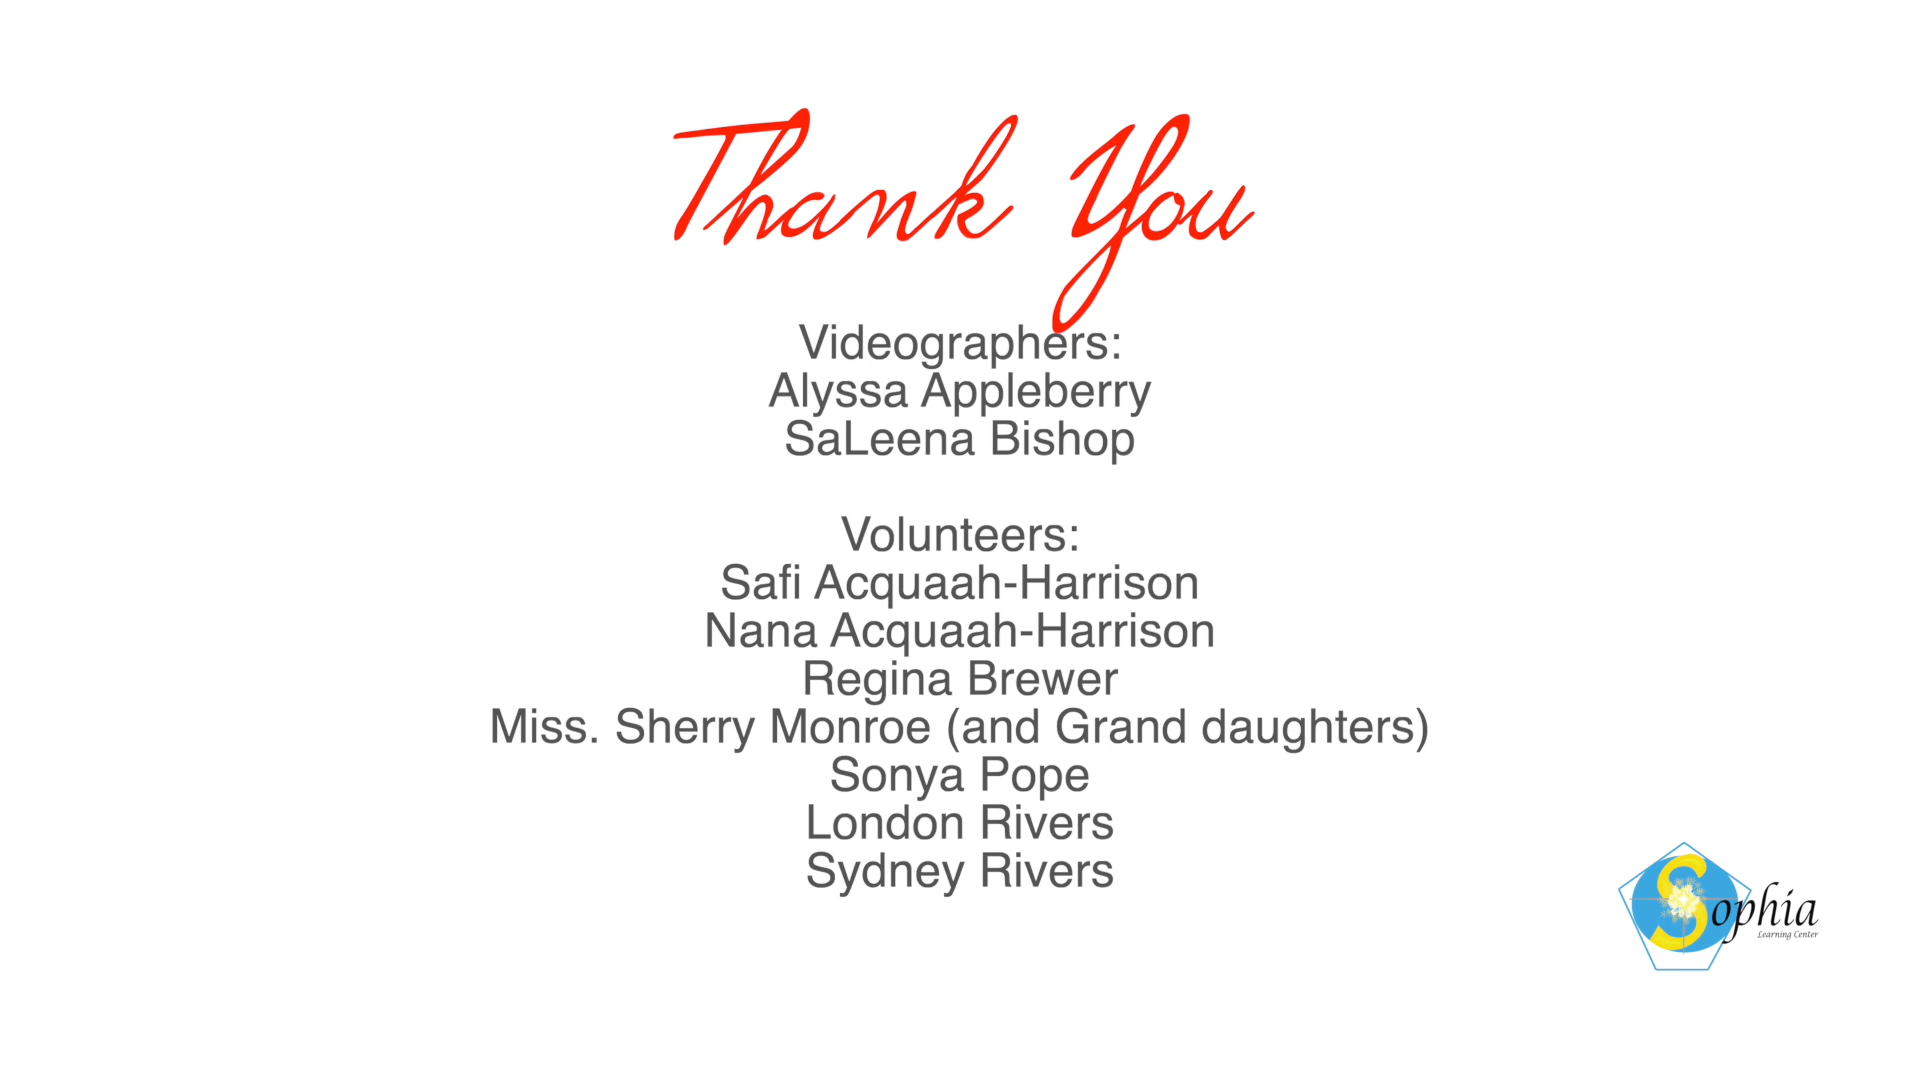 Thank You
Videographers:
Alyssa Appleberry
SaLeena Bishop
Volunteers:
Safi Acquaah-Harrison
Nana Acquaah-Harrison
Regina Brewer
Miss. Sherry Monroe (and Grand daughters)
Sonya Pope
London Rivers
Sydney Rivers
Sophia
Learning Center